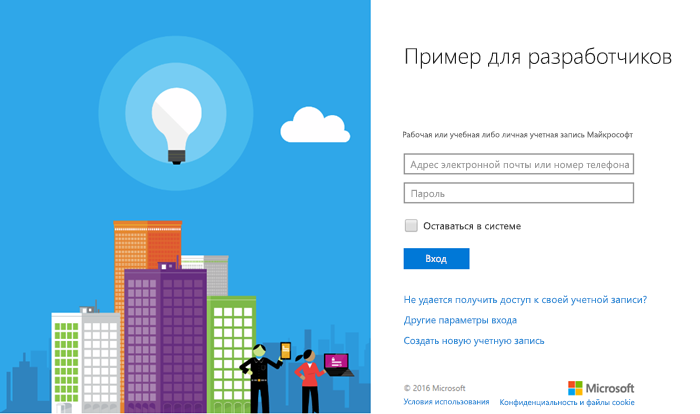 Пример для разработчиков
Рабочая или учебная либо личная учетная запись Майкрософт
Адрес электронной почты или номер телефона
Пароль
Оставаться в системе
Вход
Не удается получить доступ к своей учетной записи?
Другие параметры входа
Создать новую учетную запись
© 2016 Microsoft
Microsoft
Условия использования Конфиденциальность и файлы cookie